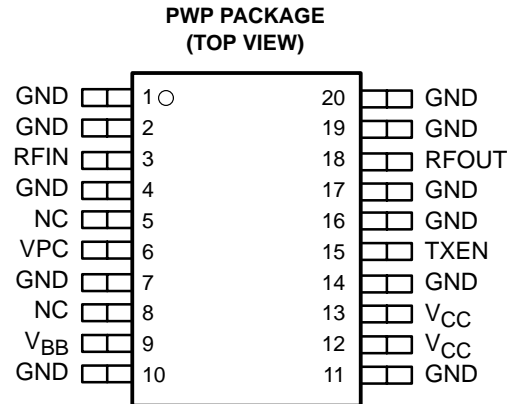 PWP PACKAGE
(TOP VIEW)
GND 1 20 GND
GND 2 19 GND
RFIN 3 18 RFOUT
GND 4 17 GND
NC 5 16 GND
VPC 6 15 TXEN
GND 7 14 GND
NC 8 13 VCC
VBB 9 12 VCC
GND 10 11 GND